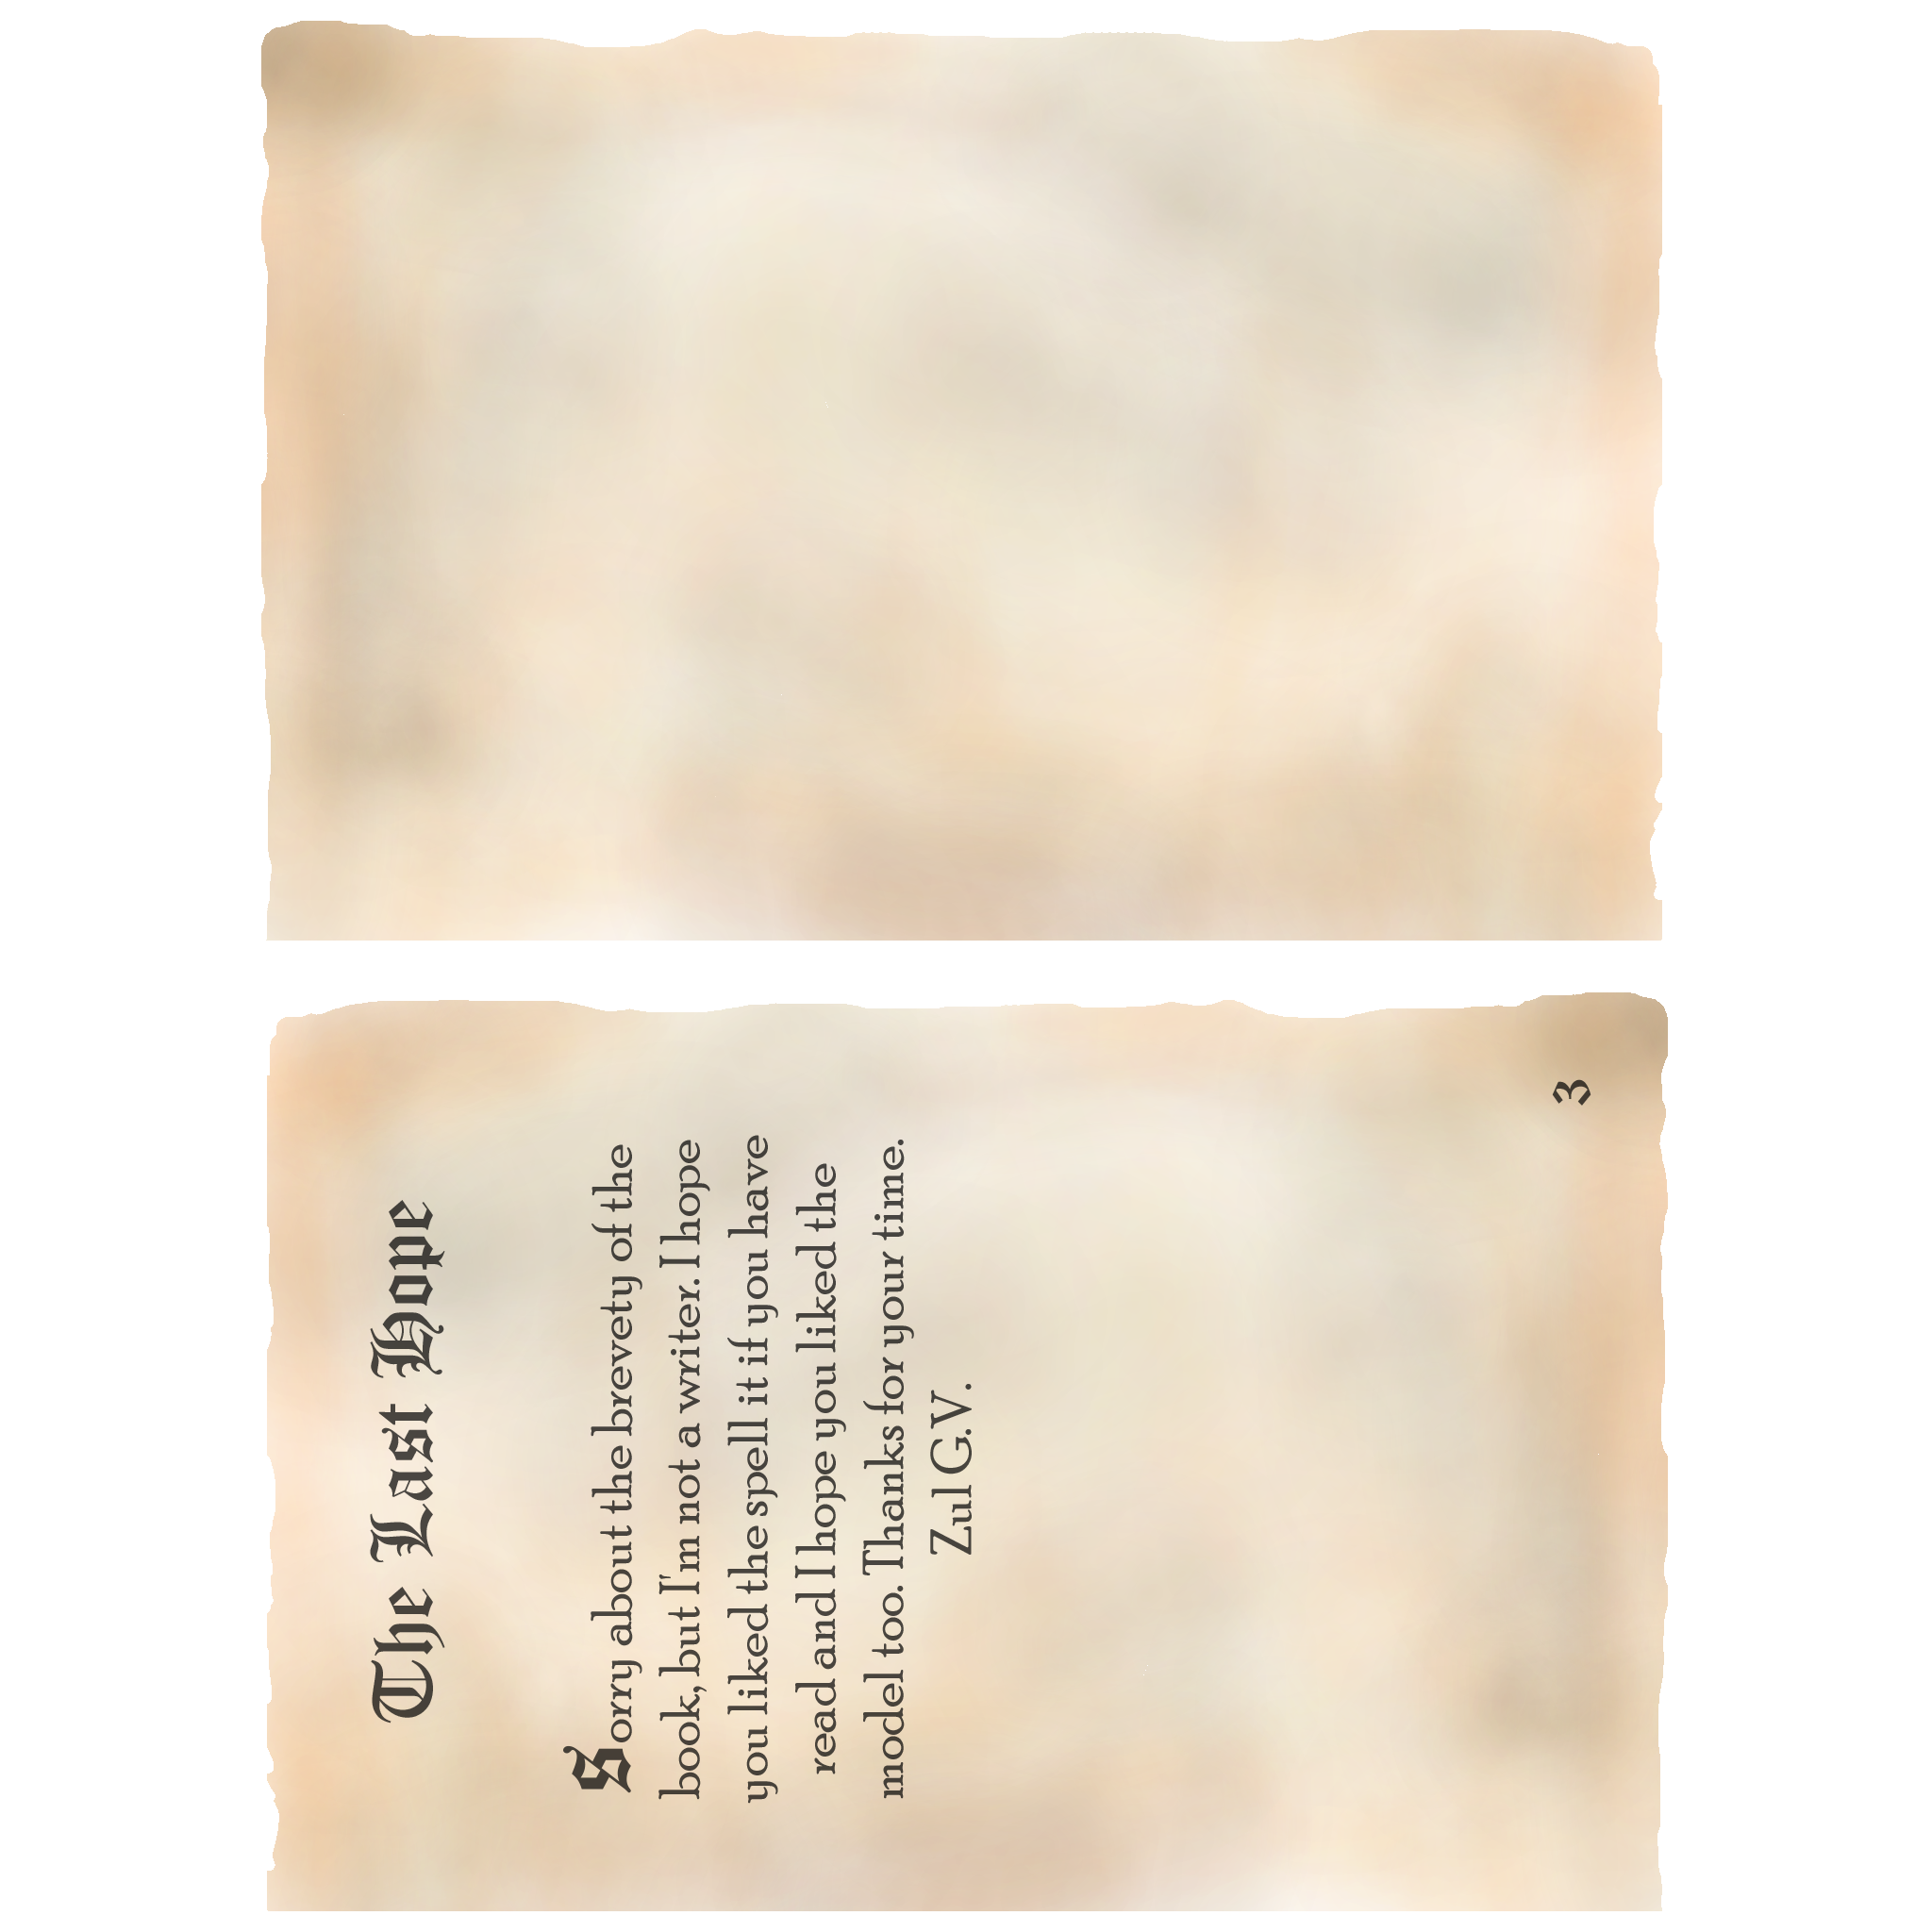 The Last Hope
Sorry about the brevety of the
book, but I'm not a writer. I hope
you liked the spell it if you have
read and I hope you liked the
model too. Thanks for your time.
Zul G.V.
3